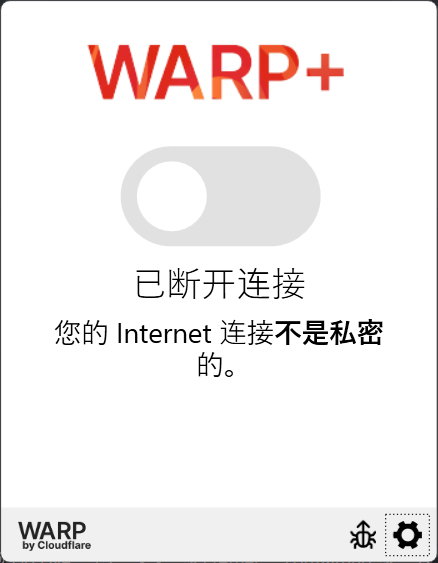 WARP+
已断开连接
您的 Internet 连接不是私密
的。
WARP
by Cloudflare